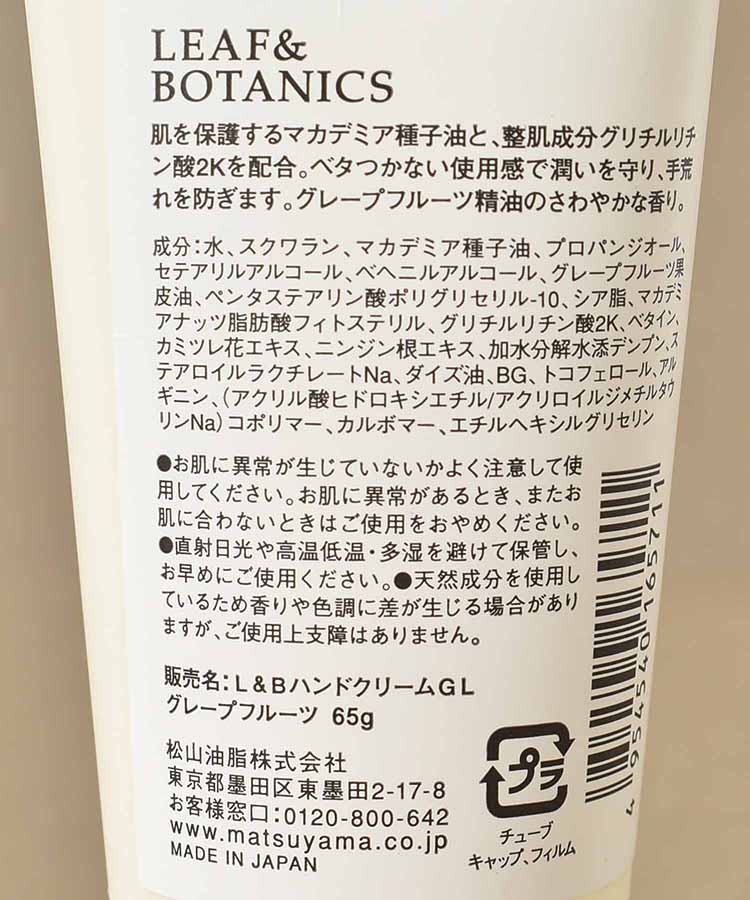 LEAF&
BOTANICS
肌を保護するマカデミア種子油と、整肌成分グリチルリチ
ン酸2Kを配合。ベタつかない使用感で潤いを守り、手荒
れを防ぎます。グレープフルーツ精油のさわやかな香り。
成分：水、スクワラン、マカデミア種子油、プロパンジオール、
セテアリルアルコール、ベヘニルアルコール、グレープフルーツ果
皮油、ペンタステアリン酸ポリグリセリル-10、シア脂、マカデミ
アナッツ脂肪酸フィトステリル、グリチルリチン酸2K、ベタイン、
カミツレ花エキス、ニンジン根エキス、加水分解水添デンプン、ス
テアロイルラクチレートNa、ダイズ油、BG、トコフェロール、アル
ギニン、（アクリル酸ヒドロキシエチル/アクリロイルジメチルタウ
リンNa）コポリマー、カルボマー、エチルヘキシルグリセリン
●お肌に異常が生じていないかよく注意して使
用してください。お肌に異常があるとき、またお
肌に合わないときはご使用をおやめください。
●直射日光や高温低温・多湿を避けて保管し、
お早めにご使用ください。●天然成分を使用し
ているため香りや色調に差が生じる場合があり
ますが、ご使用上支障はありません。
販売名：L&BハンドクリームGL
グレープフルーツ 65g
松山油脂株式会社
東京都墨田区東墨田2-17-8
お客様窓口：0120-800-642
www.matsuyama.co.jp
MADE IN JAPAN
プラ
チューブ
キャップ、フィルム
4 954540 165711